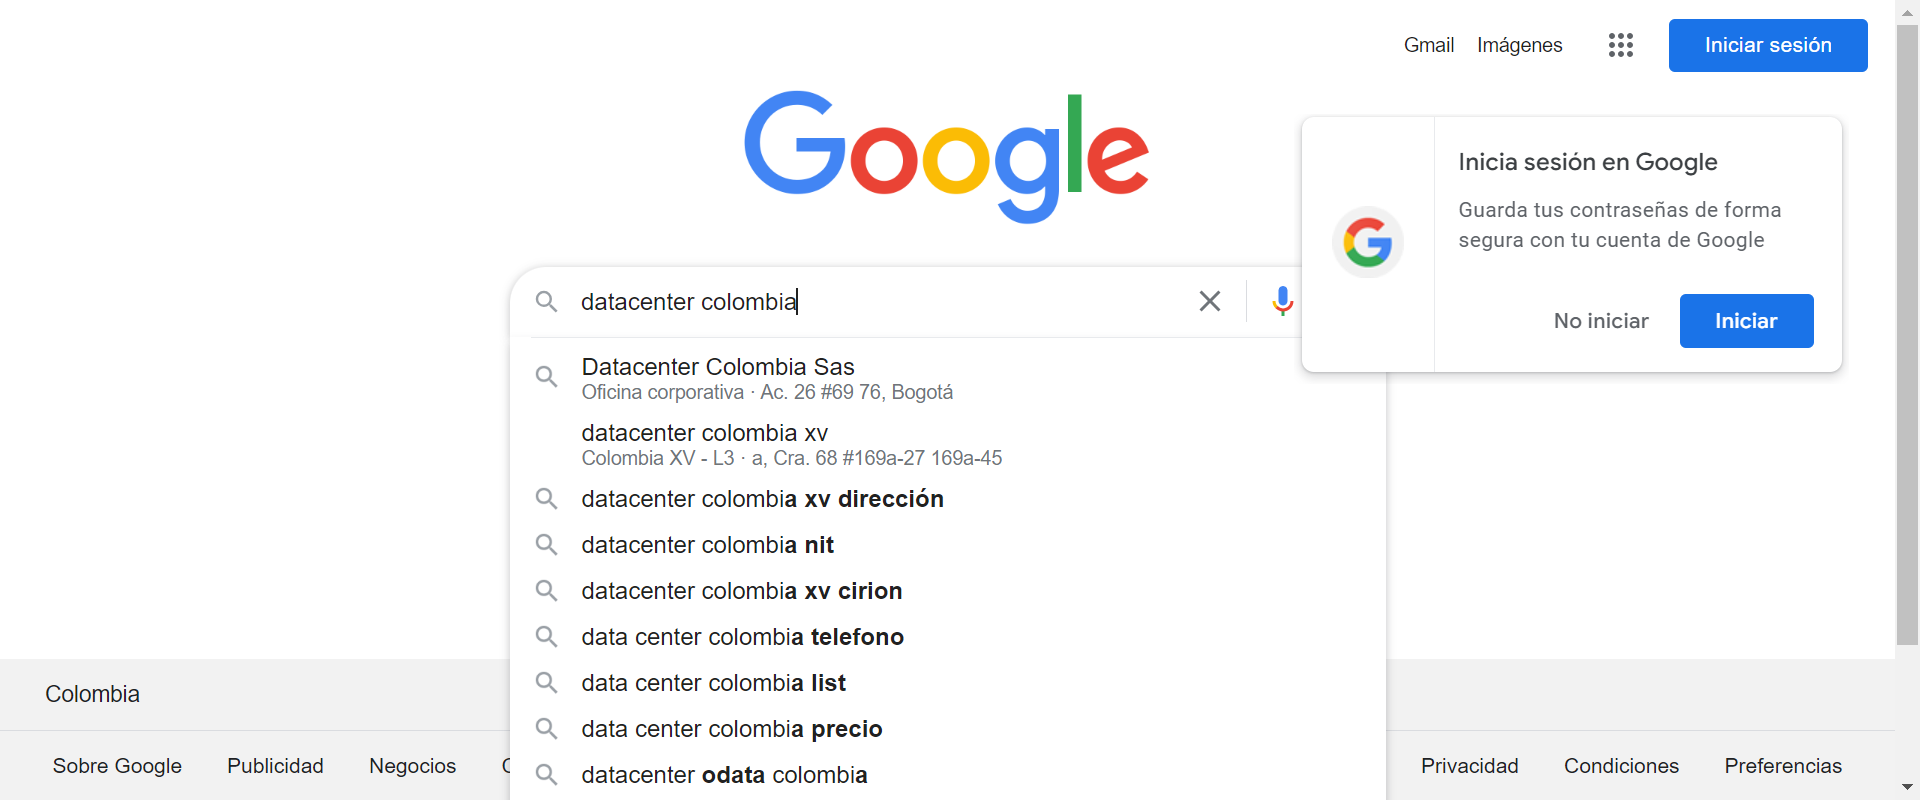 Gmail Imágenes Iniciar sesión
Google
Inicia sesión en Google
Guarda tus contraseñas de forma
segura con tu cuenta de Google
No iniciar Iniciar
datacenter colombia
Datacenter Colombia Sas
Oficina corporativa · Ac. 26 #69 76, Bogotá
datacenter colombia xv
Colombia XV - L3 · a, Cra. 68 #169a-27 169a-45
datacenter colombia xv dirección
datacenter colombia nit
datacenter colombia xv cirion
data center colombia telefono
data center colombia list
data center colombia precio
datacenter odata colombia
Colombia
Sobre Google Publicidad Negocios Privacidad Condiciones Preferencias